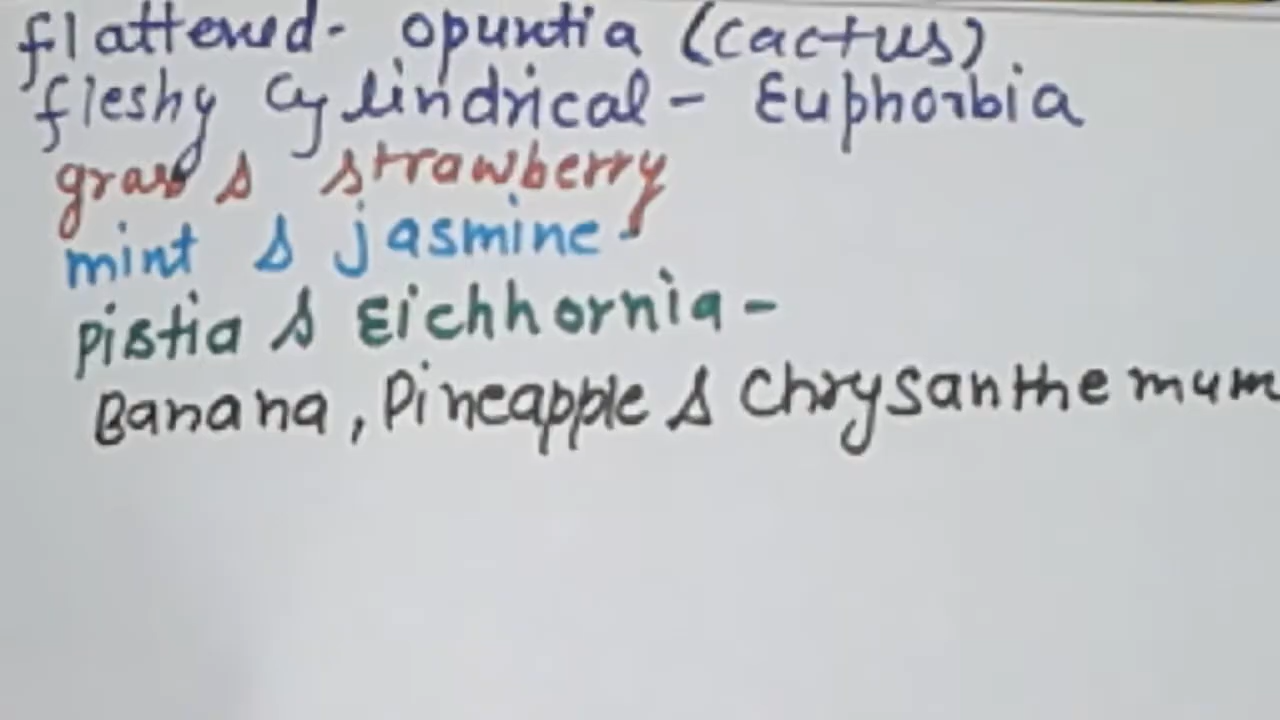 flattened- opuntia (cactus)
fleshy Cylindrical - Euphorbia
grass & strawberry
mint & jasmine-
Pistia & Eichhornia -
Banana, Pineapple & Chrysanthemum